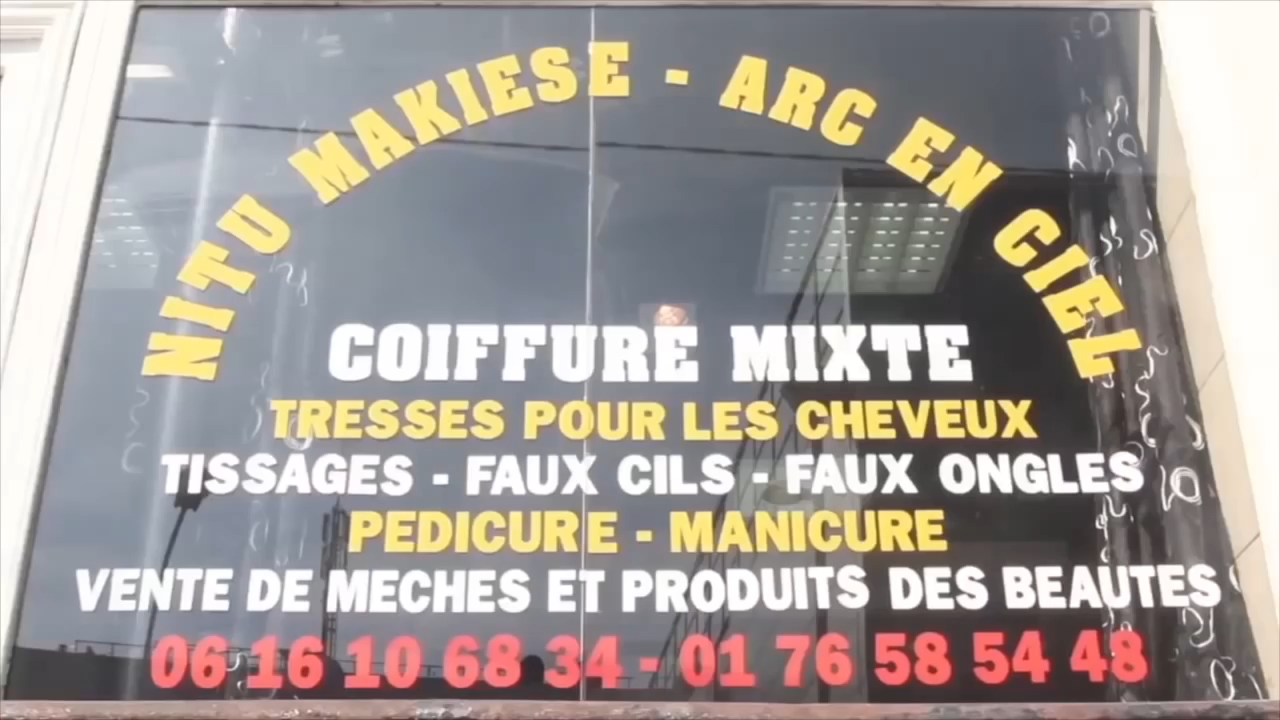 NITU MAKIESE - ARC EN CIEL
COIFFURE MIXTE
TRESSES POUR LES CHEVEUX
TISSAGES - FAUX CILS - FAUX ONGLES
PEDICURE - MANICURE
VENTE DE MECHES ET PRODUITS DES BEAUTES
06 16 10 68 34 - 01 76 58 54 48